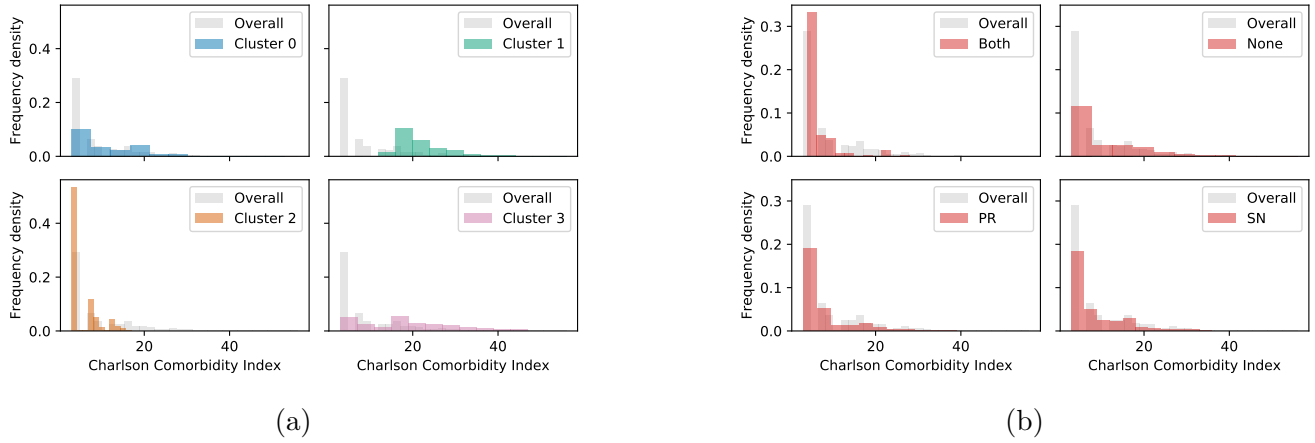 Overall
Cluster 0
Overall
Cluster 1
0.4
0.2
0.0
Frequency density
Overall
Cluster 2
Overall
Cluster 3
0.4
0.2
0.0
Frequency density
20
40
20
40
Charlson Comorbidity Index
Charlson Comorbidity Index
(a)
Overall
Both
Overall
None
0.3
0.2
0.1
0.0
Frequency density
Overall
PR
Overall
SN
0.3
0.2
0.1
0.0
Frequency density
20
40
20
40
Charlson Comorbidity Index
Charlson Comorbidity Index
(b)